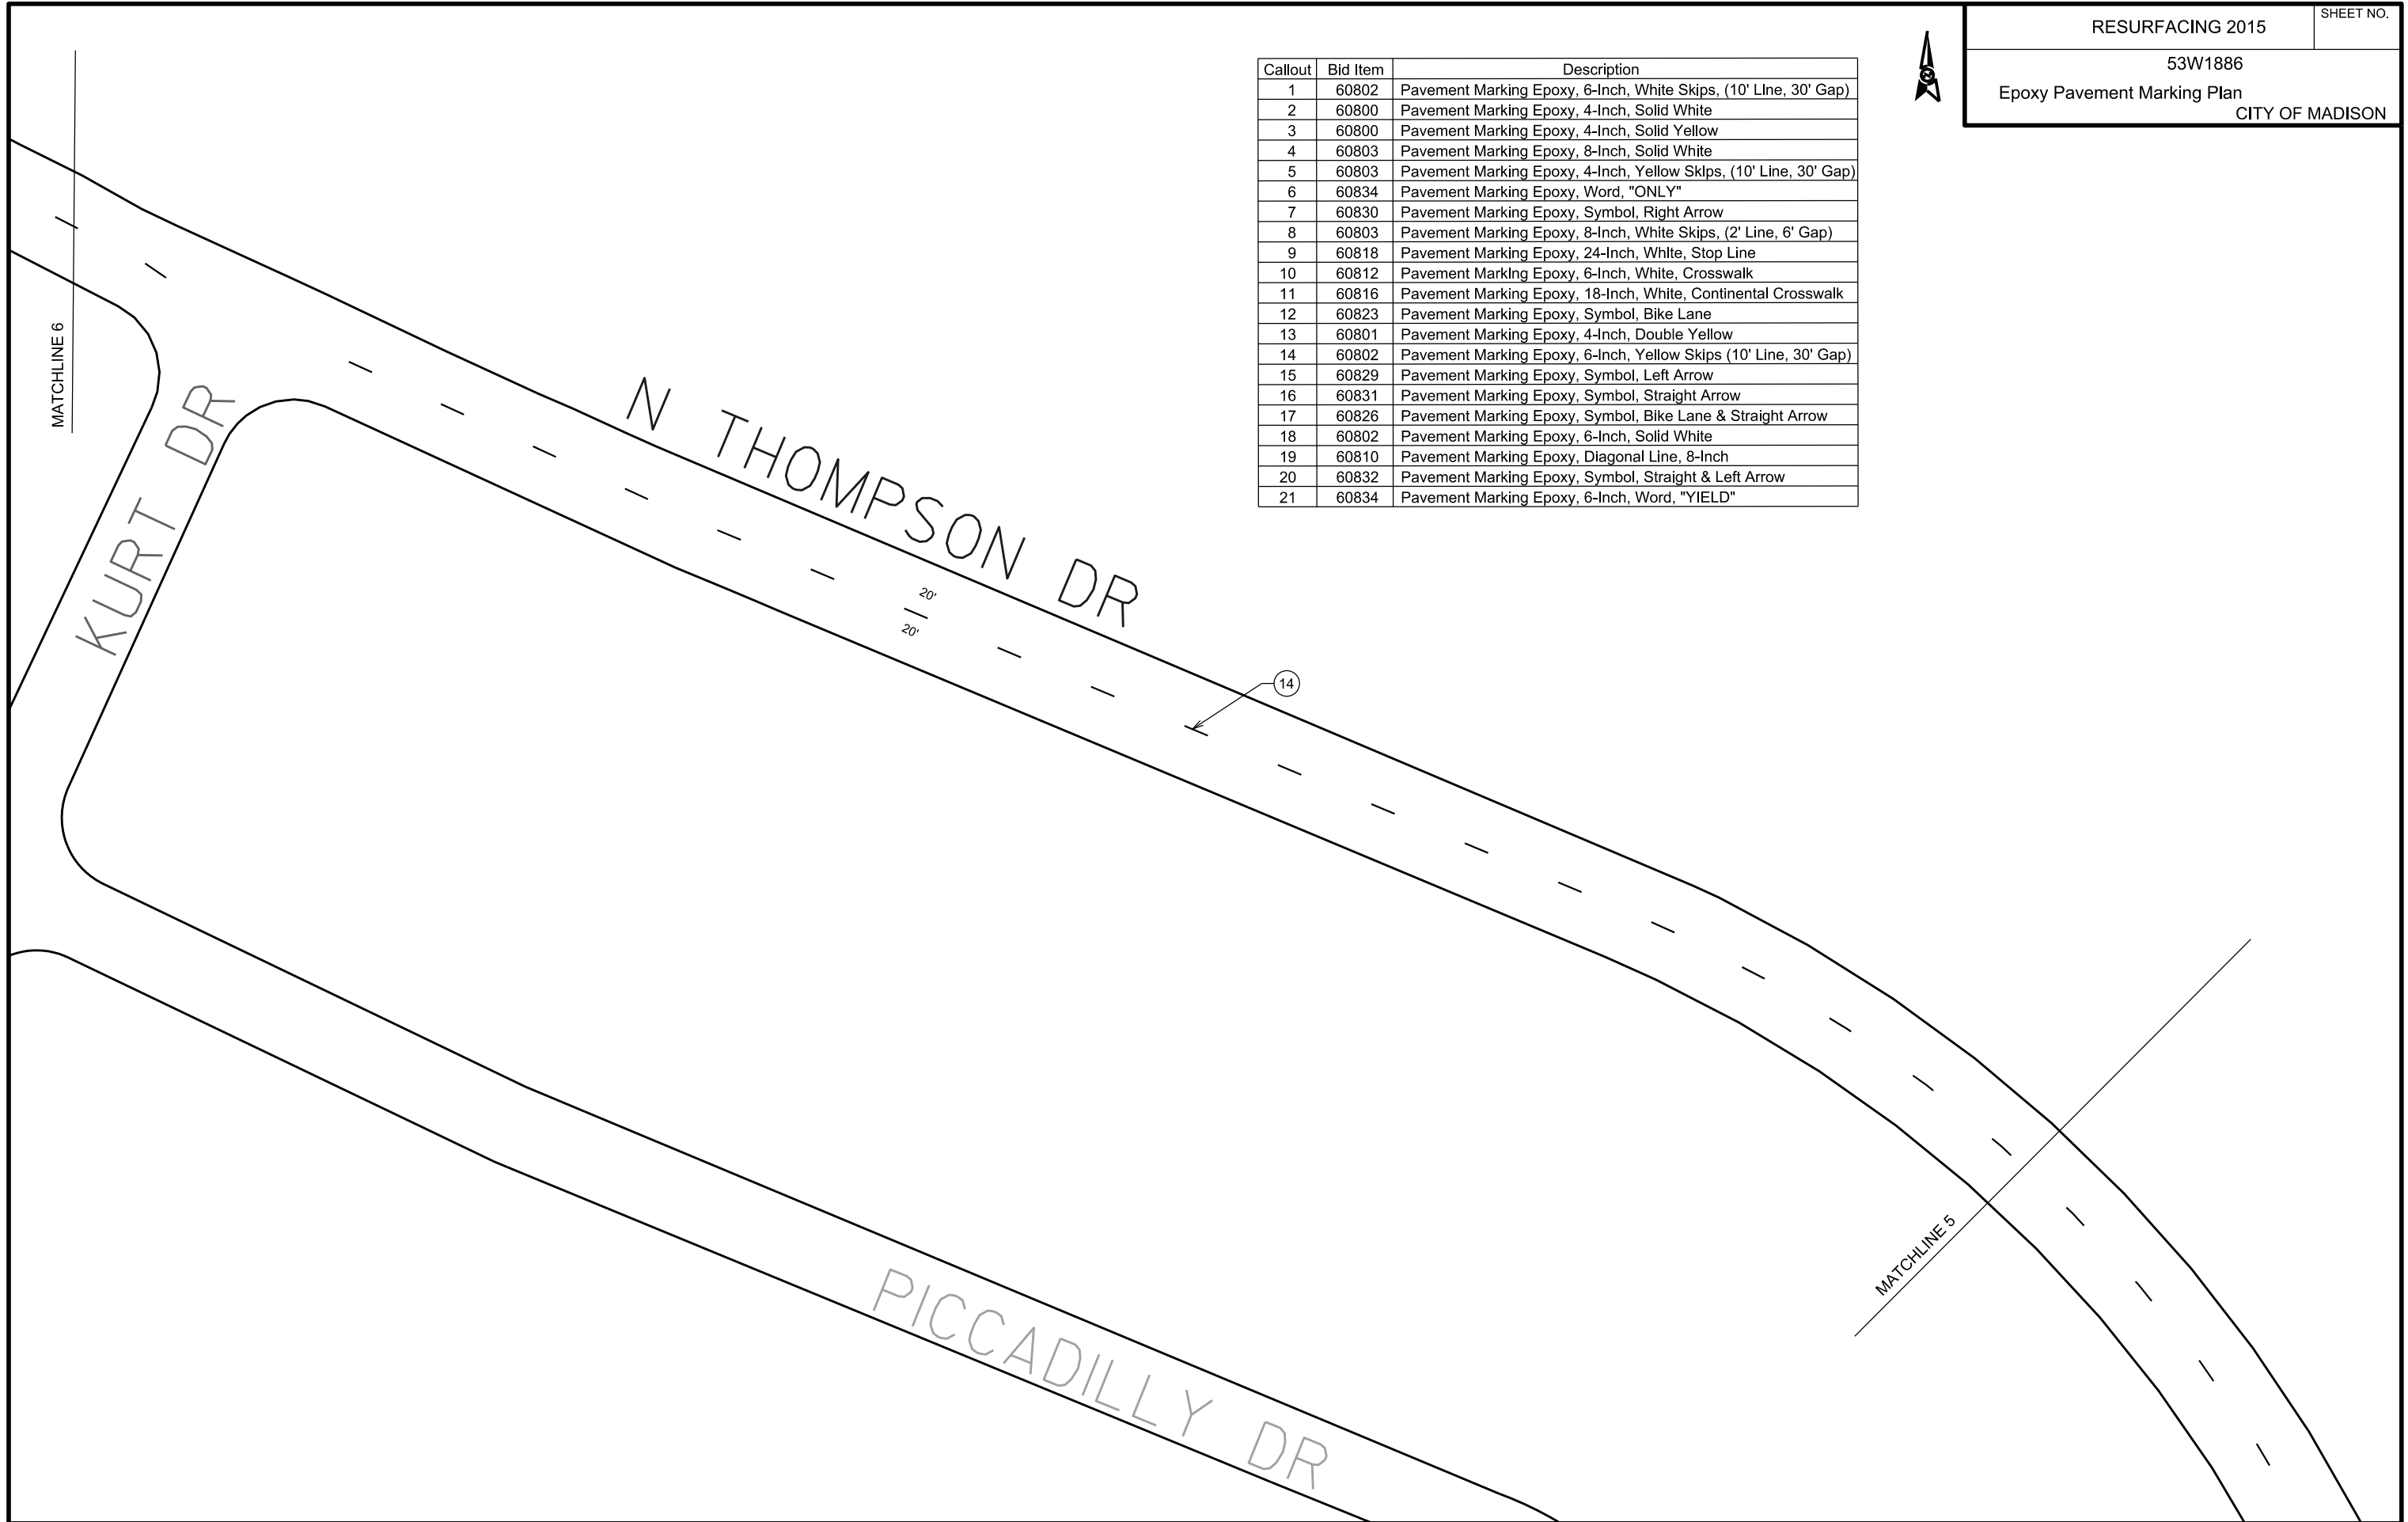 RESURFACING 2015
SHEET NO.
53W1886
Epoxy Pavement Marking Plan
CITY OF MADISON
Callout Bid Item Description
1 60802 Pavement Marking Epoxy, 6-Inch, White Skips, (10' Line, 30' Gap)
2 60800 Pavement Marking Epoxy, 4-Inch, Solid White
3 60800 Pavement Marking Epoxy, 4-Inch, Solid Yellow
4 60803 Pavement Marking Epoxy, 8-Inch, Solid White
5 60803 Pavement Marking Epoxy, 4-Inch, Yellow Skips, (10' Line, 30' Gap)
6 60834 Pavement Marking Epoxy, Word, "ONLY"
7 60830 Pavement Marking Epoxy, Symbol, Right Arrow
8 60803 Pavement Marking Epoxy, 8-Inch, White Skips, (2' Line, 6' Gap)
9 60818 Pavement Marking Epoxy, 24-Inch, White, Stop Line
10 60812 Pavement Marking Epoxy, 6-Inch, White, Crosswalk
11 60816 Pavement Marking Epoxy, 18-Inch, White, Continental Crosswalk
12 60823 Pavement Marking Epoxy, Symbol, Bike Lane
13 60801 Pavement Marking Epoxy, 4-Inch, Double Yellow
14 60802 Pavement Marking Epoxy, 6-Inch, Yellow Skips (10' Line, 30' Gap)
15 60829 Pavement Marking Epoxy, Symbol, Left Arrow
16 60831 Pavement Marking Epoxy, Symbol, Straight Arrow
17 60826 Pavement Marking Epoxy, Symbol, Bike Lane & Straight Arrow
18 60802 Pavement Marking Epoxy, 6-Inch, Solid White
19 60810 Pavement Marking Epoxy, Diagonal Line, 8-Inch
20 60832 Pavement Marking Epoxy, Symbol, Straight & Left Arrow
21 60834 Pavement Marking Epoxy, 6-Inch, Word, "YIELD"
MATCHLINE 6
KURT DR
N THOMPSON DR
20'
20'
14
MATCHLINE 5
PICCADILLY DR